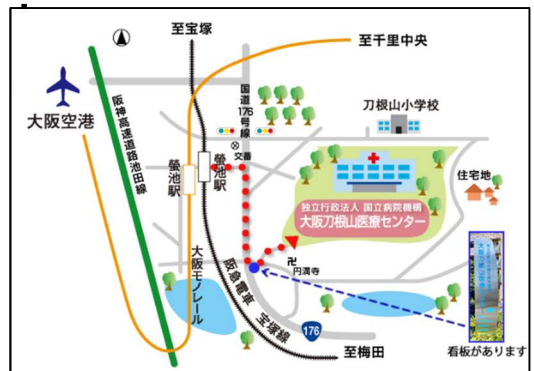 至宝塚
至千里中央
大阪空港
阪神高速道路池田線
国道176号線
刀根山小学校
交番
螢池駅
螢池駅
住宅地
独立行政法人 国立病院機構
大阪刀根山医療センター
卍
円満寺
大阪モノレール
阪急電車 宝塚線
176
至梅田
看板があります